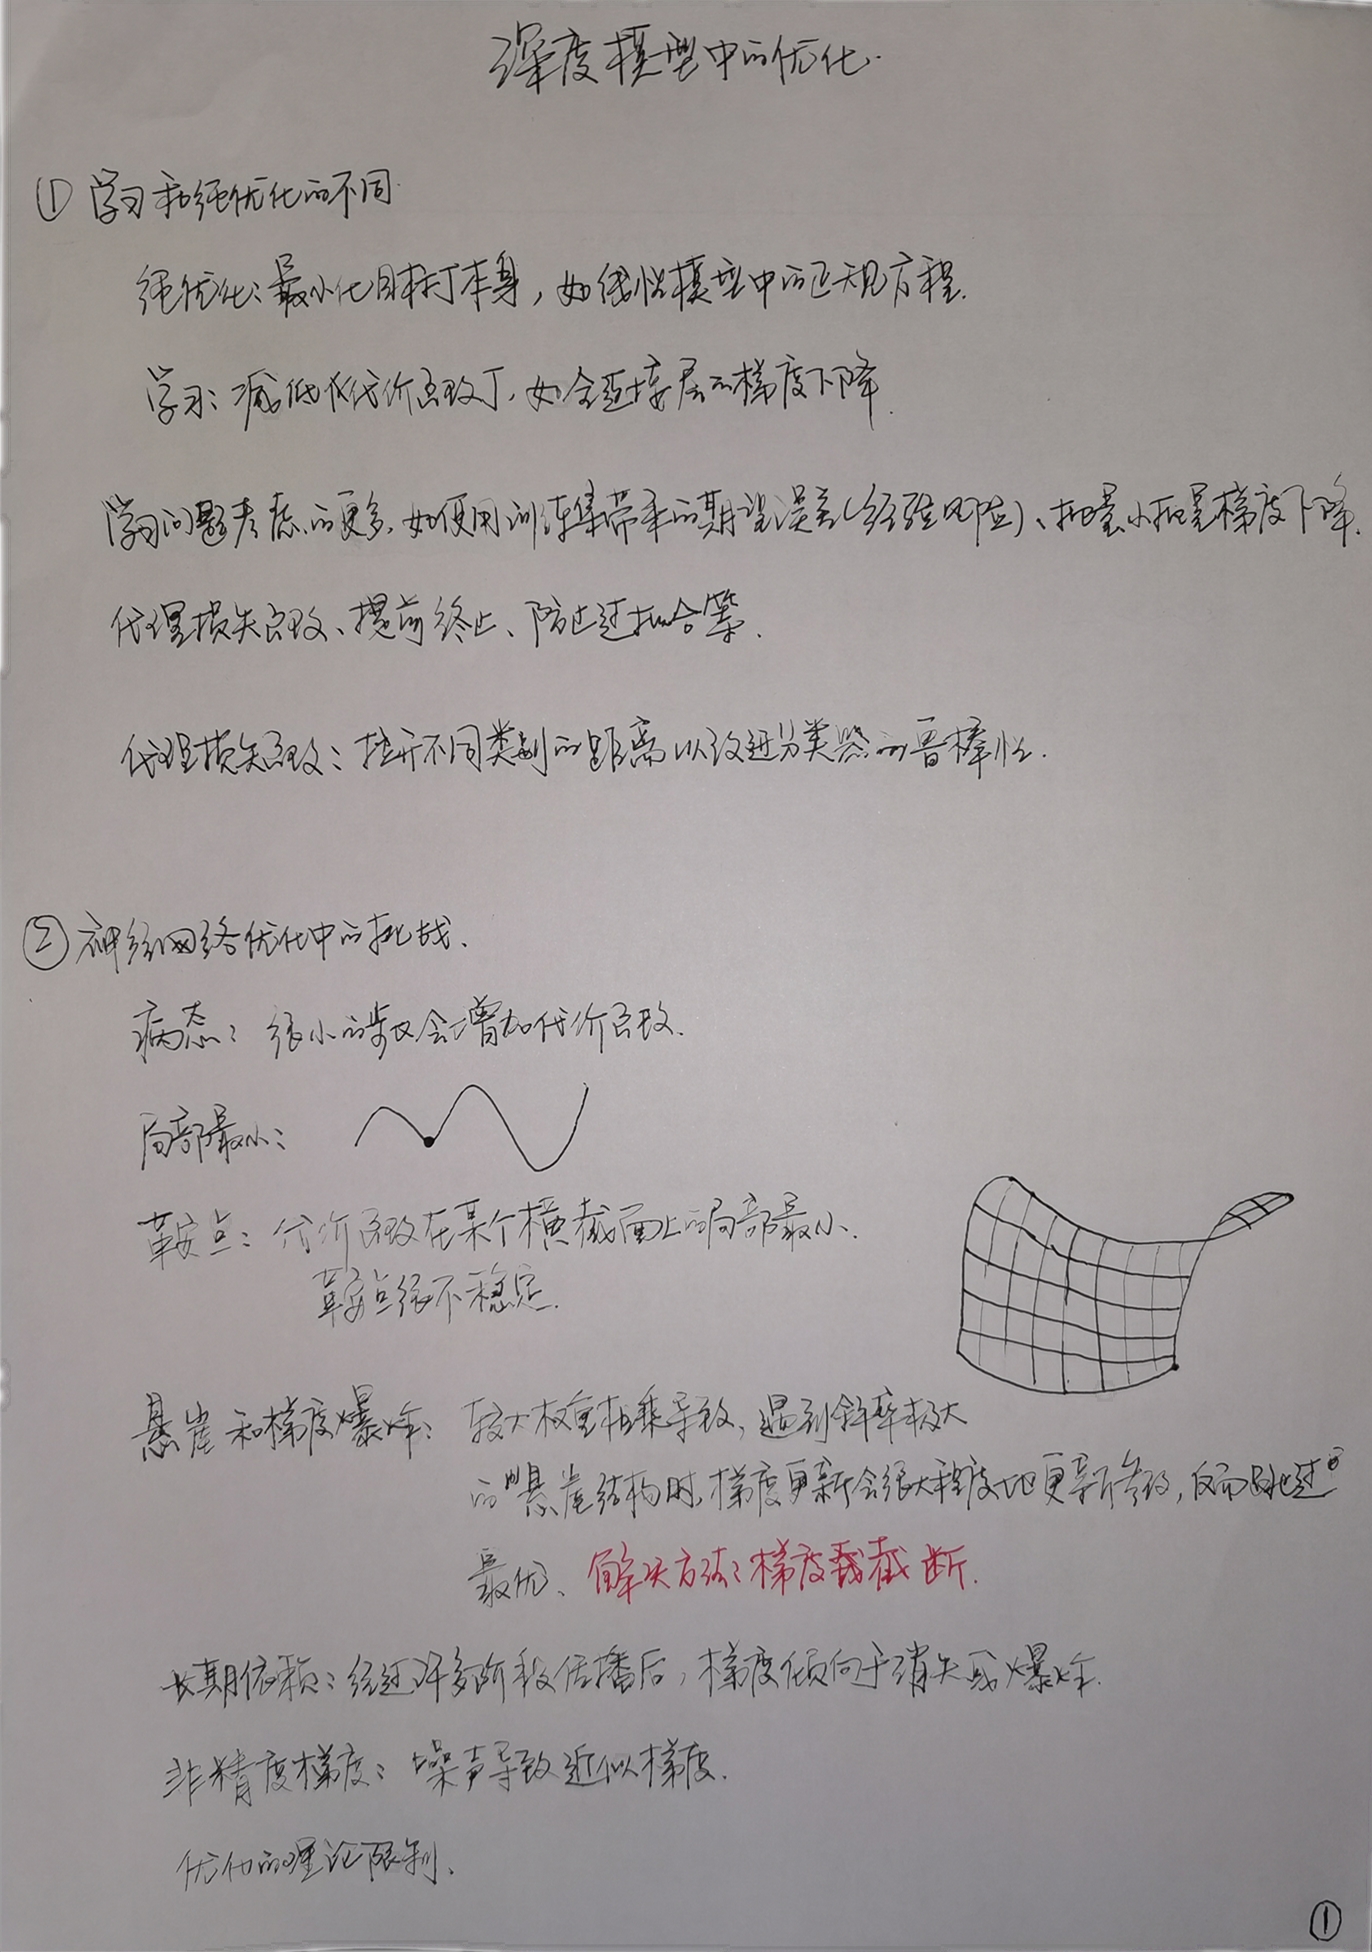 深度模型中的优化.
① 学习和纯优化的不同.
纯优化: 最小化目标J本身, 如线性模型中的正规方程.
学习: 减低代价函数J, 如全连接层的梯度下降.
学习问题考虑的更多, 如使用训练集带来的期望误差(经验风险)、批量小批量梯度下降.
代理损失函数、提前终止、防止过拟合等.
代理损失函数: 拉开不同类别的距离以改进分类器的鲁棒性.
② 神经网络优化中的挑战.
病态: 很小的步长会增加代价函数.
局部最小:
鞍点: 代价函数在某个横截面上的局部最小.
鞍点很不稳定.
悬崖和梯度爆炸: 较大权重相乘导致, 遇到斜率极大
的悬崖结构时, 梯度更新会很大程度地更新参数, 反而跳过
最优. 解决方法: 梯度截断.
长期依赖: 经过许多阶段传播后, 梯度倾向于消失或爆炸.
非精度梯度: 噪声导致近似梯度.
优化的理论限制.
①